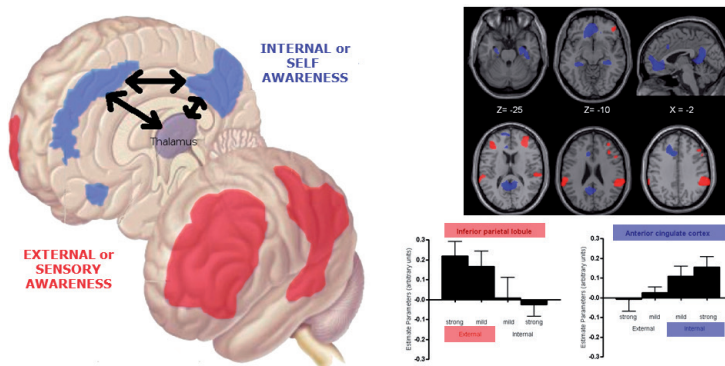 INTERNAL or
SELF
AWARENESS
Thalamus
EXTERNAL or
SENSORY
AWARENESS
Z= -25
Z= -10
X = -2
Inferior parietal lobule
Estimate Parameters (arbitrary units)
0.3
0.2
0.1
-0.0
-0.1
-0.2
-0.3
strong
mild
mild
strong
External
Internal
Anterior cingulate cortex
Estimate Parameters (arbitrary units)
0.3
0.2
0.1
-0.0
-0.1
-0.2
-0.3
strong
mild
mild
strong
External
Internal